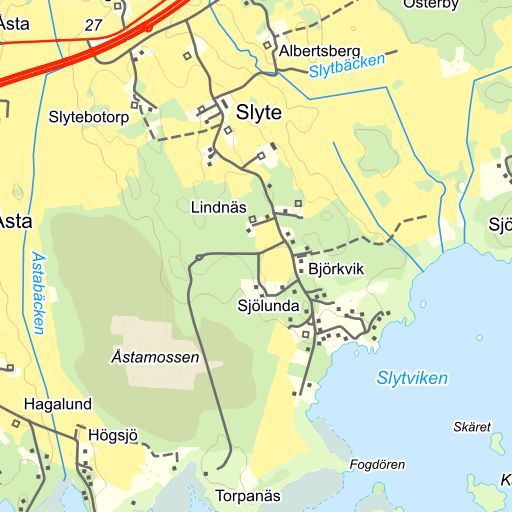 Österby
Åsta
27
Albertsberg
Slytbäcken
Slytebotorp
Slyte
Lindnäs
Åsta
Sjö
Åstabäcken
Björkvik
Sjölunda
Åstamossen
Slytviken
Hagalund
Högsjö
Skäret
Fogdören
Torpanäs